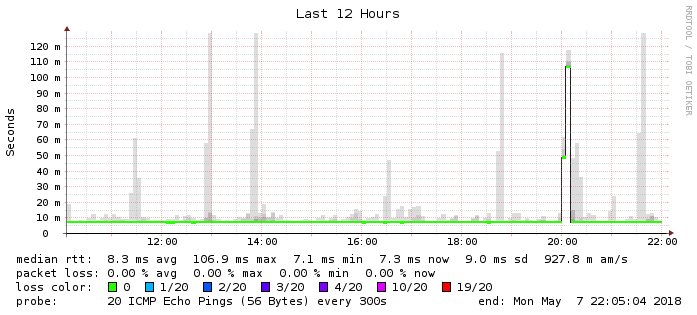 Last 12 Hours
RRDTOOL / TOBI OETIKER
Seconds
120 m
110 m
100 m
90 m
80 m
70 m
60 m
50 m
40 m
30 m
20 m
10 m
0
12:00 14:00 16:00 18:00 20:00 22:00
median rtt: 8.3 ms avg 106.9 ms max 7.1 ms min 7.3 ms now 9.0 ms sd 927.8 m am/s
packet loss: 0.00 % avg 0.00 % max 0.00 % min 0.00 % now
loss color: 0 1/20 2/20 3/20 4/20 10/20 19/20
probe: 20 ICMP Echo Pings (56 Bytes) every 300s end: Mon May 7 22:05:04 2018